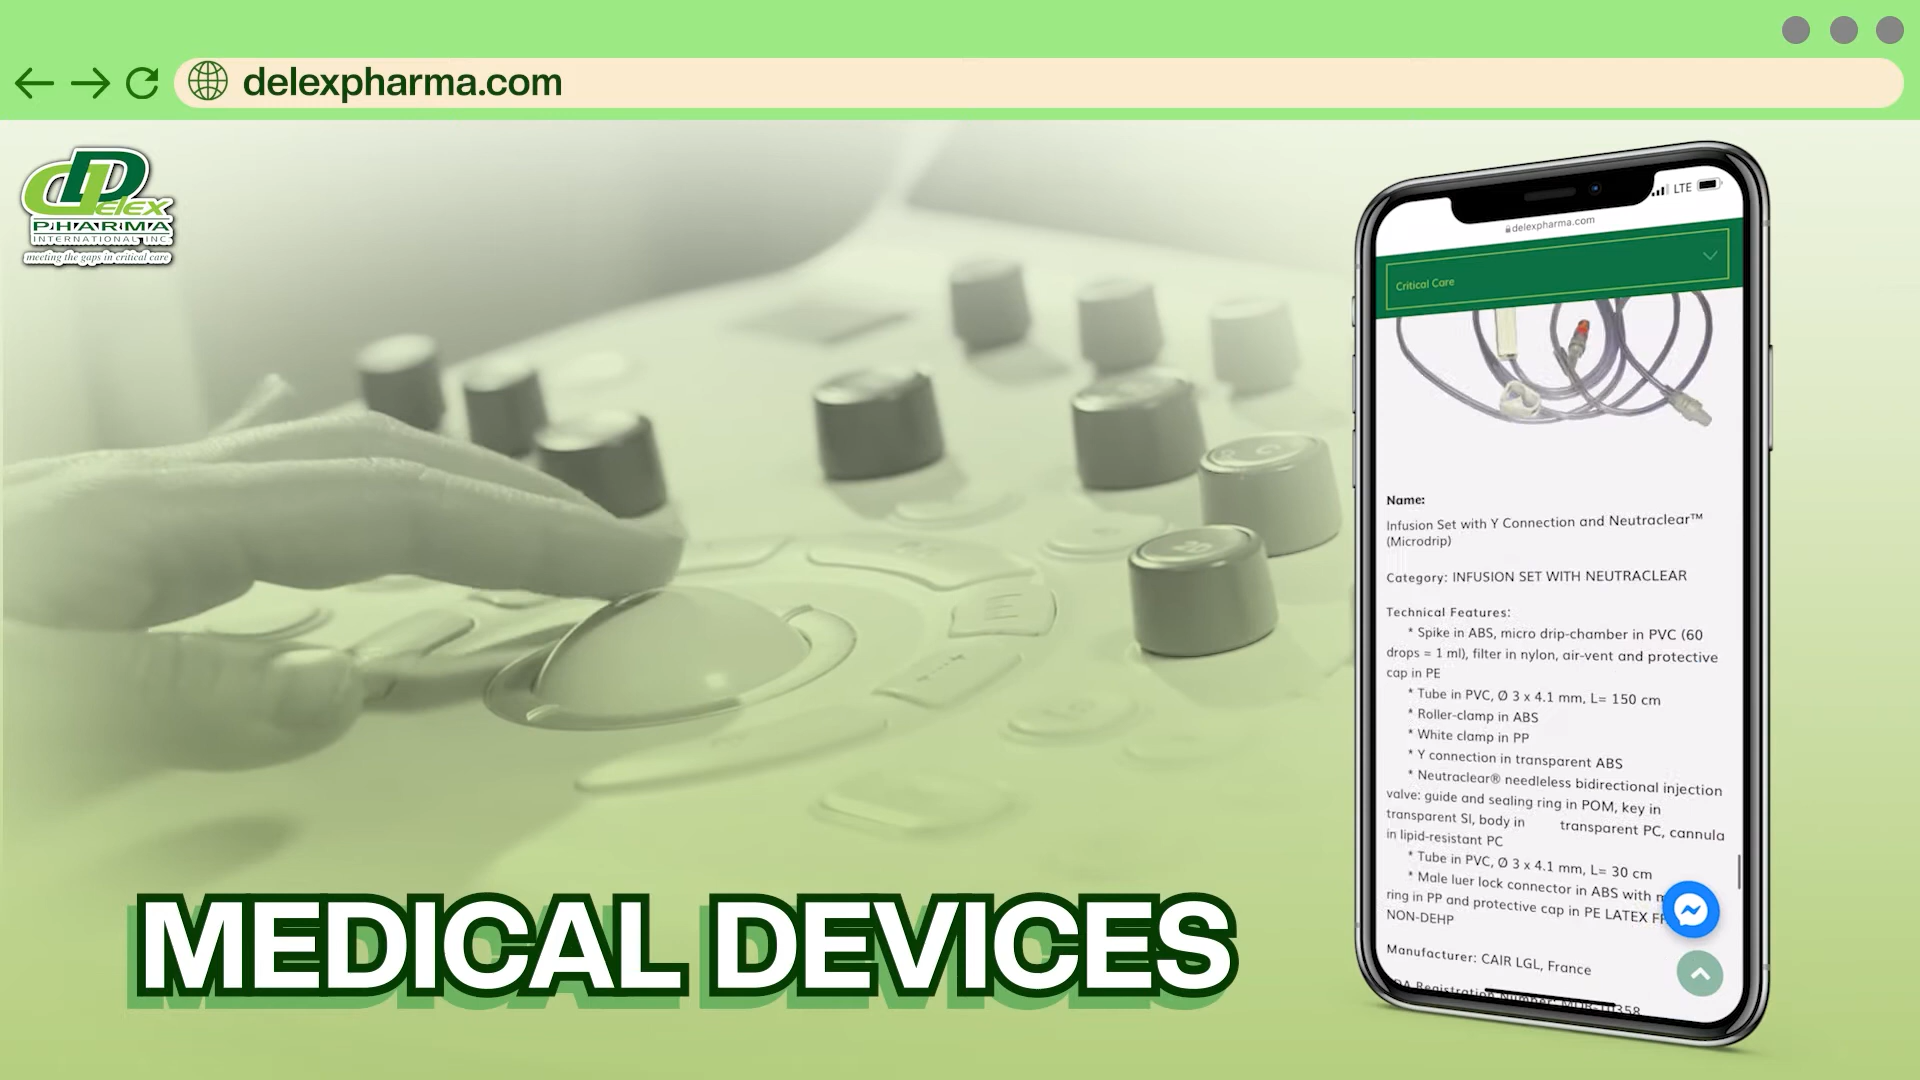 delexpharma.com
Delex
PHARMA
INTERNATIONAL INC
meeting the gaps in critical care
MEDICAL DEVICES
LTE
delexpharma.com
Critical Care
Name:
Infusion Set with Y Connection and Neutraclear™
(Microdrip)
Category: INFUSION SET WITH NEUTRACLEAR
Technical Features:
* Spike in ABS, micro drip-chamber in PVC (60
drops = 1 ml), filter in nylon, air-vent and protective
cap in PE
* Tube in PVC, Ø 3 x 4.1 mm, L= 150 cm
* Roller-clamp in ABS
* White clamp in PP
* Y connection in transparent ABS
* Neutraclear® needleless bidirectional injection
valve: guide and sealing ring in POM, key in
transparent SI, body in transparent PC, cannula
in lipid-resistant PC
* Tube in PVC, Ø 3 x 4.1 mm, L= 30 cm
* Male luer lock connector in ABS with
ring in PP and protective cap in PE LATEX
NON-DEHP
Manufacturer: CAIR LGL, France
Registration Number: